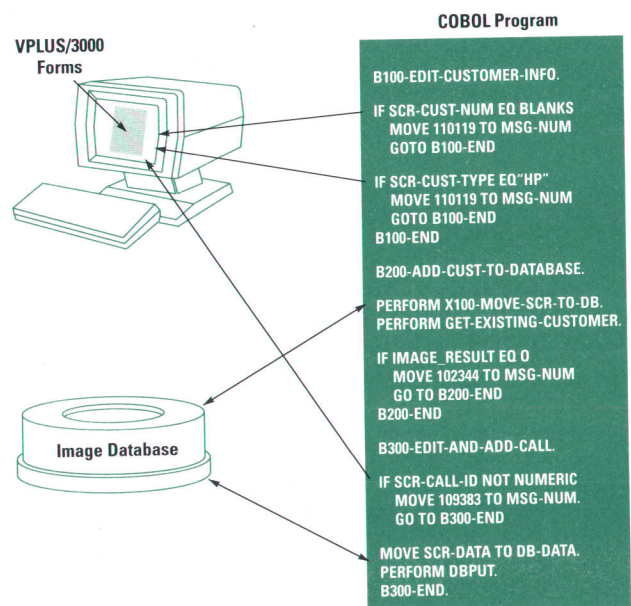 COBOL Program
VPLUS/3000
Forms
B100-EDIT-CUSTOMER-INFO.
IF SCR-CUST-NUM EQ BLANKS
MOVE 110119 TO MSG-NUM
GOTO B100-END
IF SCR-CUST-TYPE EQ"HP"
MOVE 110119 TO MSG-NUM
GOTO B100-END
B100-END
B200-ADD-CUST-TO-DATABASE.
PERFORM X100-MOVE-SCR-TO-DB.
PERFORM GET-EXISTING-CUSTOMER.
IF IMAGE_RESULT EQ O
MOVE 102344 TO MSG-NUM
GO TO B200-END
B200-END
B300-EDIT-AND-ADD-CALL.
IF SCR-CALL-ID NOT NUMERIC
MOVE 109383 TO MSG-NUM.
GO TO B300-END
MOVE SCR-DATA TO DB-DATA.
PERFORM DBPUT.
B300-END.
Image Database